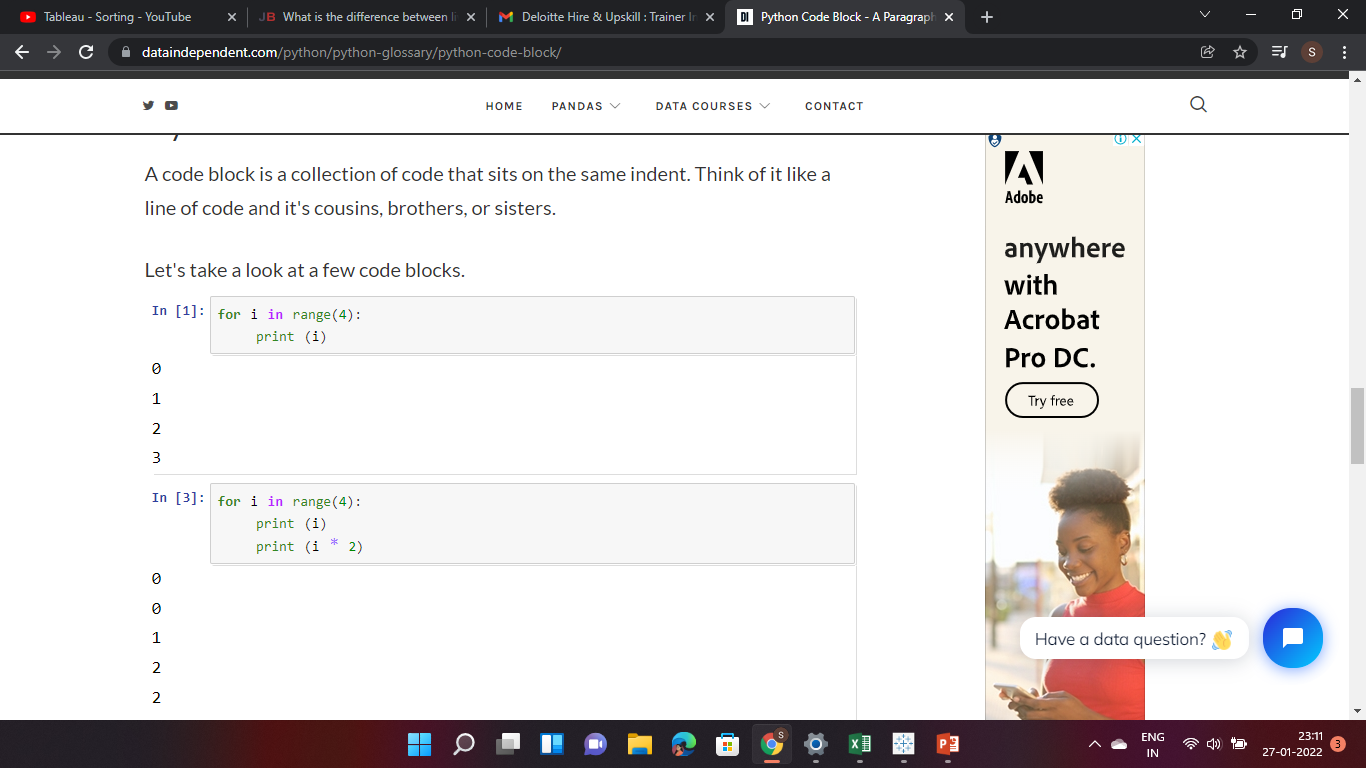 Tableau - Sorting - YouTube
JB What is the difference between li
Deloitte Hire & Upskill : Trainer In
DI Python Code Block - A Paragraph
dataindependent.com/python/python-glossary/python-code-block/
S
HOME PANDAS DATA COURSES CONTACT
A code block is a collection of code that sits on the same indent. Think of it like a
line of code and it's cousins, brothers, or sisters.
Let's take a look at a few code blocks.
In [1]: for i in range(4):
print (i)
0
1
2
3
In [3]: for i in range(4):
print (i)
print (i * 2)
0
0
1
2
2
Adobe
anywhere
with
Acrobat
Pro DC.
Try free
Have a data question? 👋
S
ENG
IN
23:11
27-01-2022
3